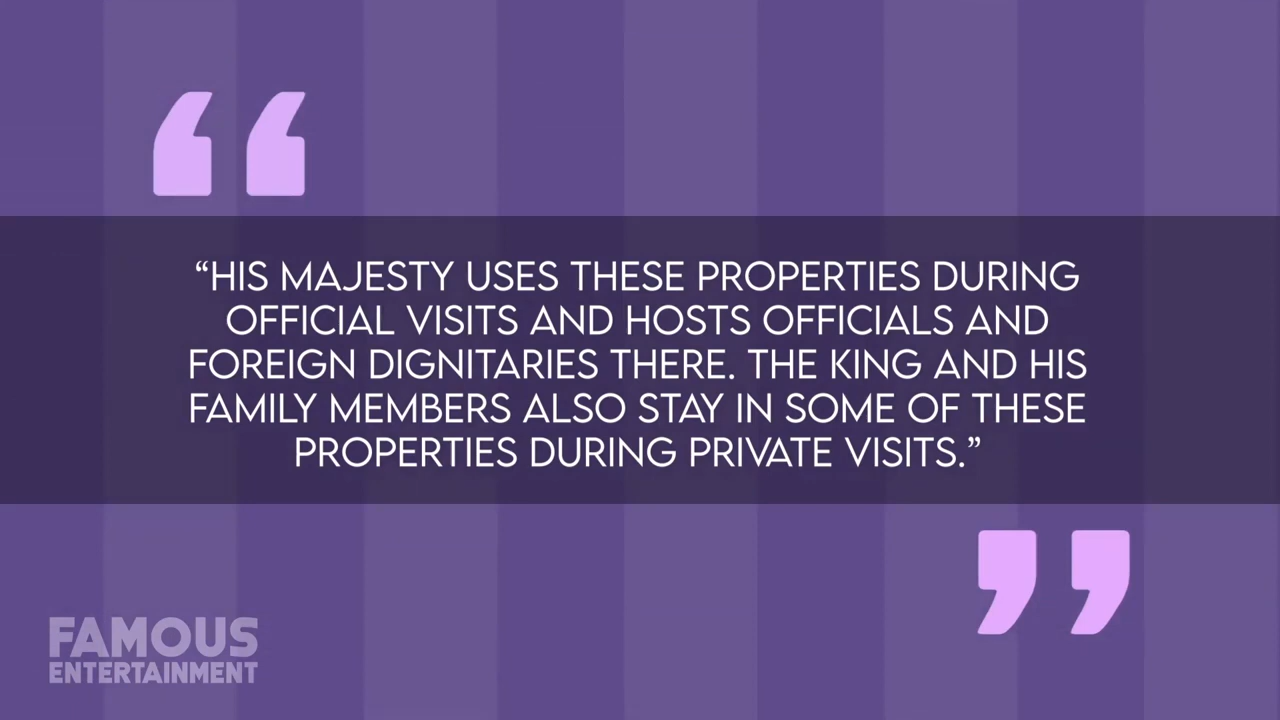 “HIS MAJESTY USES THESE PROPERTIES DURING
OFFICIAL VISITS AND HOSTS OFFICIALS AND
FOREIGN DIGNITARIES THERE. THE KING AND HIS
FAMILY MEMBERS ALSO STAY IN SOME OF THESE
PROPERTIES DURING PRIVATE VISITS.”
FAMOUS
ENTERTAINMENT